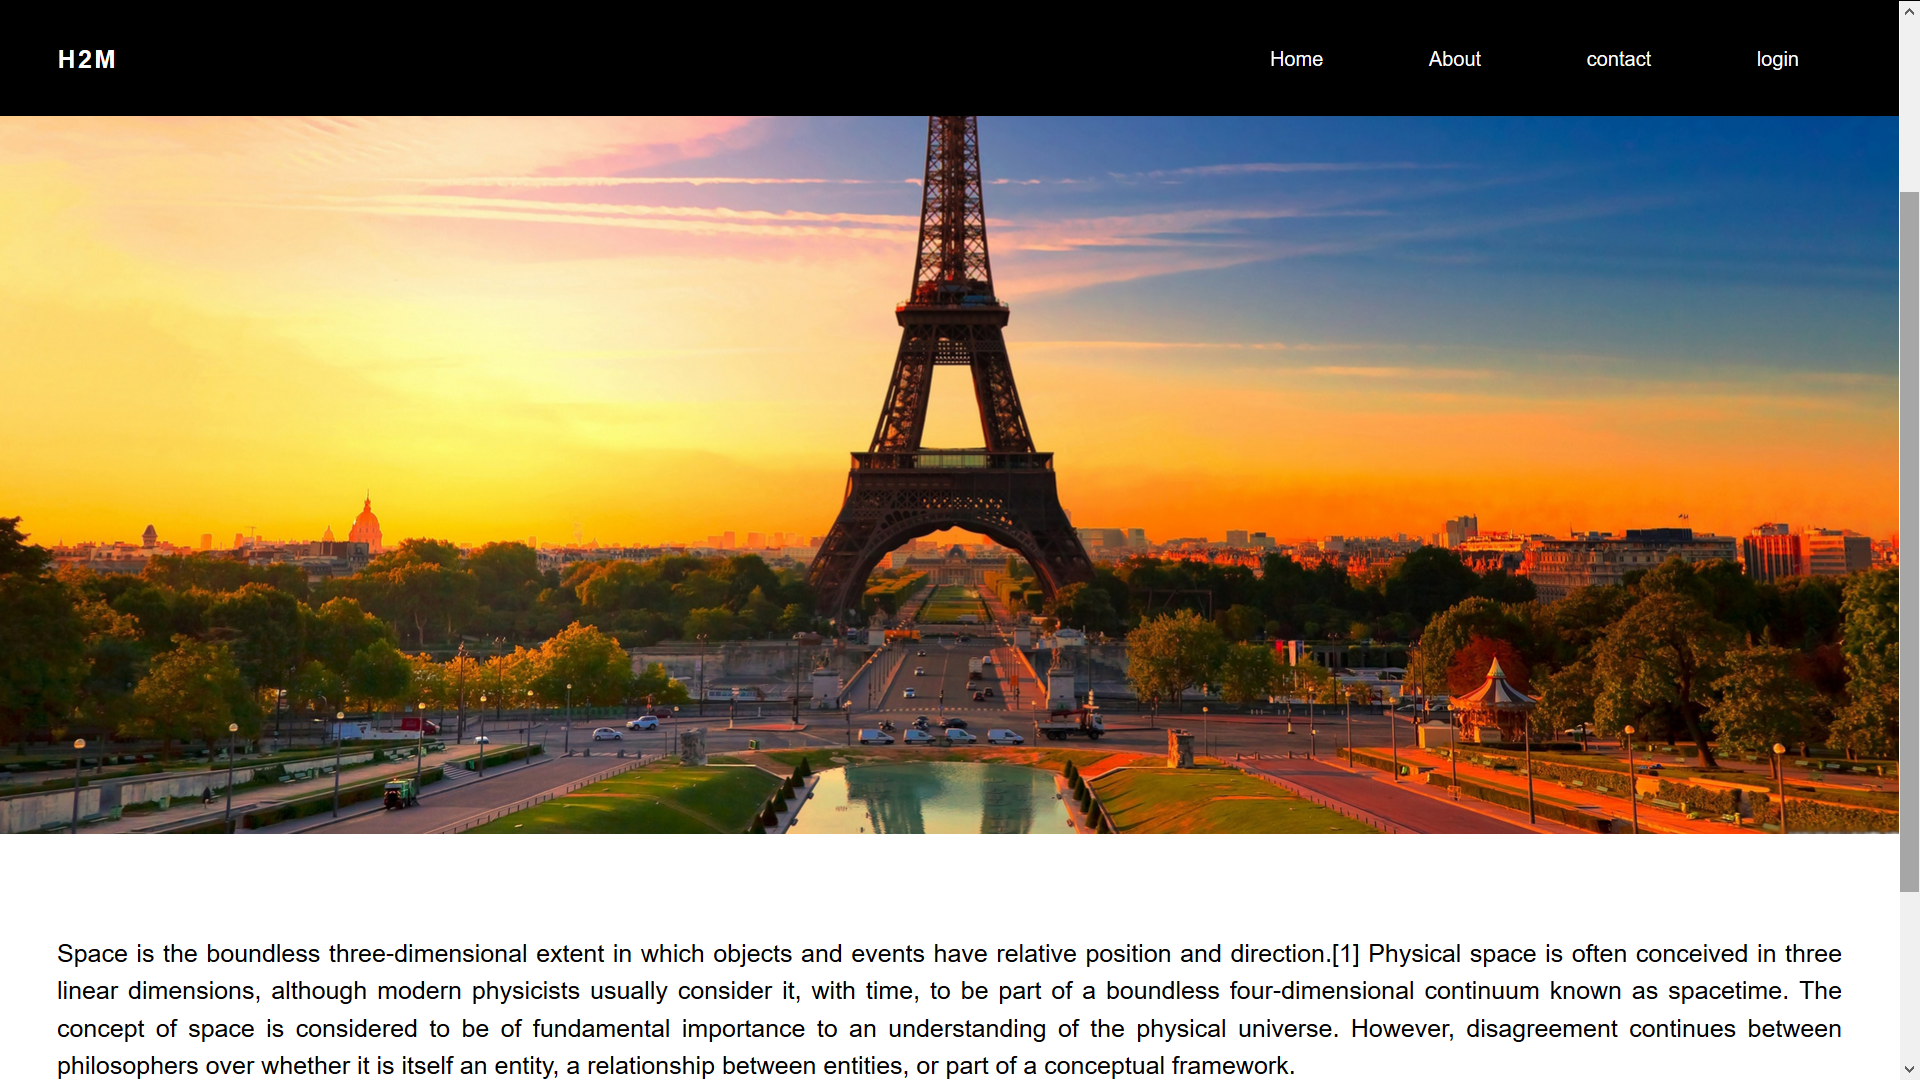 H2M
Home
About
contact
login
Space is the boundless three-dimensional extent in which objects and events have relative position and direction.[1] Physical space is often conceived in three
linear dimensions, although modern physicists usually consider it, with time, to be part of a boundless four-dimensional continuum known as spacetime. The
concept of space is considered to be of fundamental importance to an understanding of the physical universe. However, disagreement continues between
philosophers over whether it is itself an entity, a relationship between entities, or part of a conceptual framework.